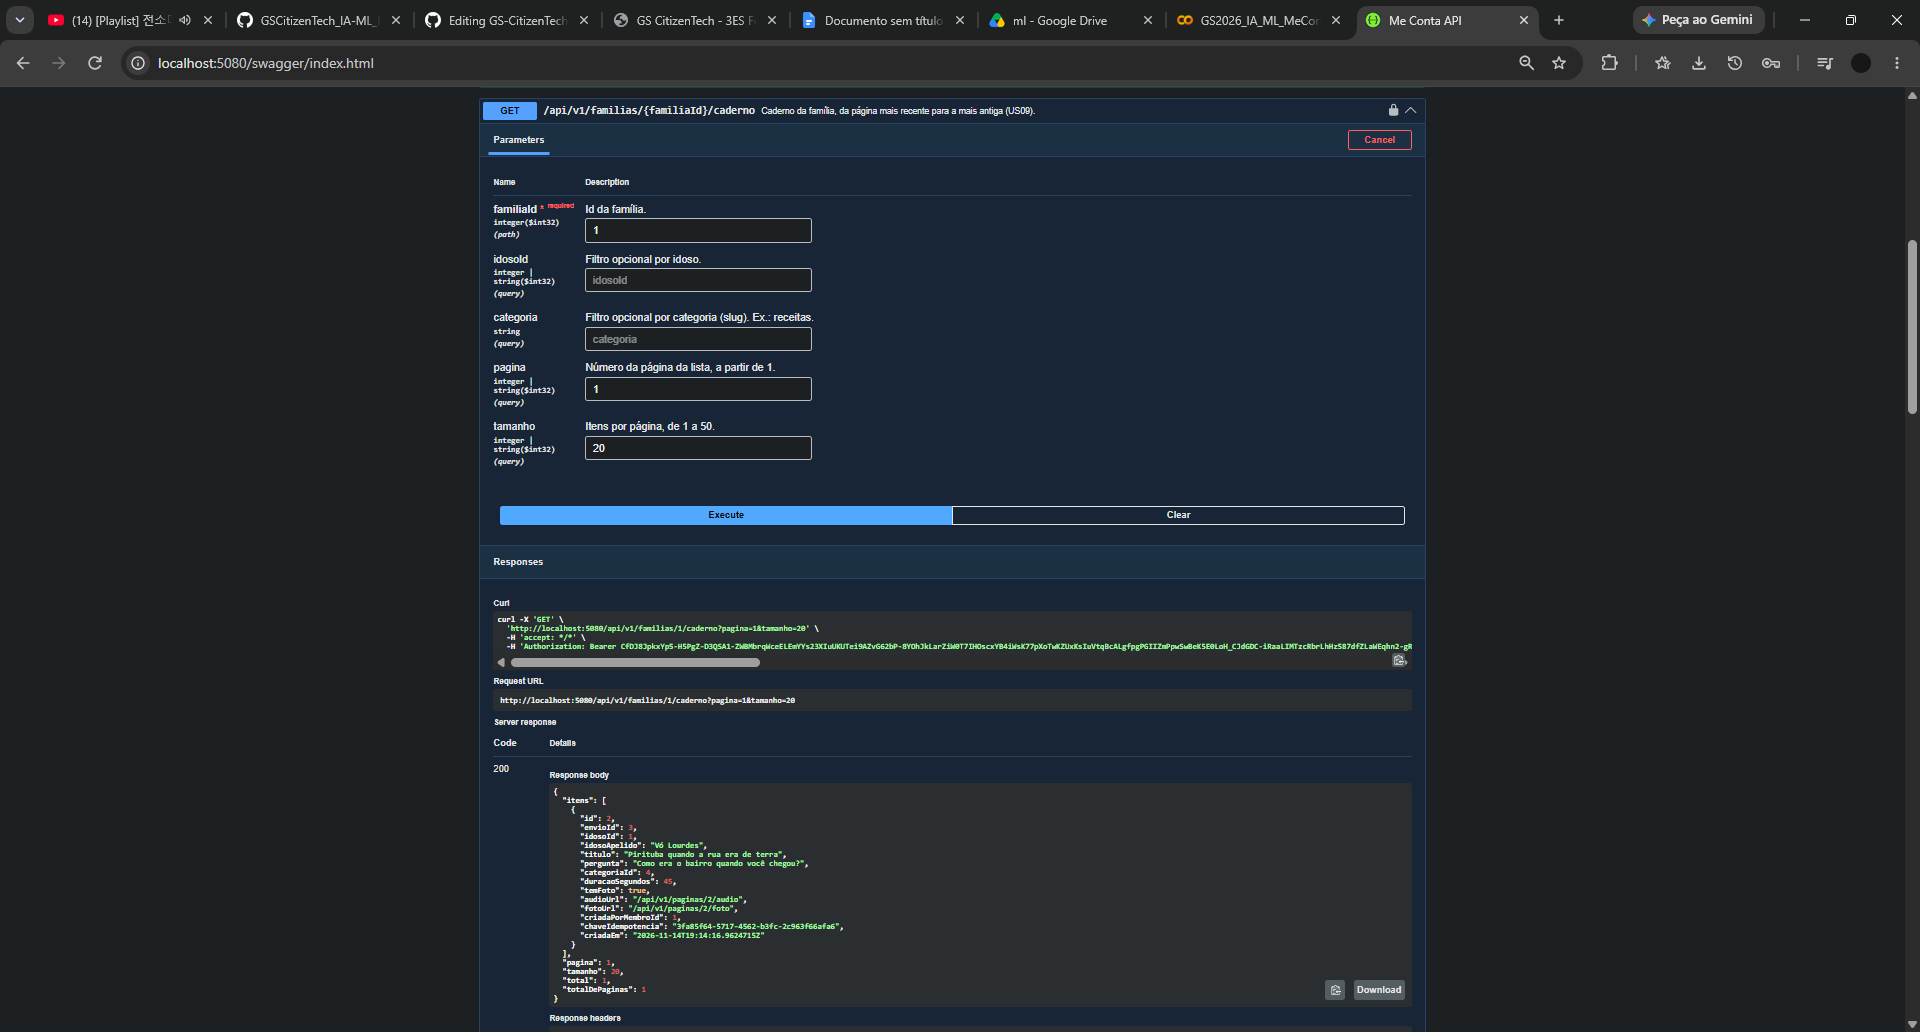 (14) [Playlist] 전소
GSCitizenTech_IA-ML_
Editing GS-CitizenTech
GS CitizenTech - 3ES F
Documento sem título
ml - Google Drive
GS2026_IA_ML_MeCon
Me Conta API
Peça ao Gemini
localhost:5080/swagger/index.html
GET /api/v1/familias/{familiaId}/caderno Caderno da família, da página mais recente para a mais antiga (US09).
Parameters
Cancel
Name Description
familiaId * required Id da família.
integer($int32)
(path)
1
idosoId Filtro opcional por idoso.
integer |
string($int32)
(query)
idosoId
categoria Filtro opcional por categoria (slug). Ex.: receitas.
string
(query)
categoria
pagina Número da página da lista, a partir de 1.
integer |
string($int32)
(query)
1
tamanho Itens por página, de 1 a 50.
integer |
string($int32)
(query)
20
Execute
Clear
Responses
Curl
curl -X 'GET' \
'http://localhost:5080/api/v1/familias/1/caderno?pagina=1&tamanho=20' \
-H 'accept: */*' \
-H 'Authorization: Bearer
Request URL
http://localhost:5080/api/v1/familias/1/caderno?pagina=1&tamanho=20
Server response
Code Details
200
Response body
{
"itens": [
{
"id": 2,
"envioId": 3,
"idosoId": 1,
"idosoApelido": "Vó Lourdes",
"titulo": "Pirituba quando a rua era de terra",
"pergunta": "Como era o bairro quando você chegou?",
"categoriaId": 4,
"duracaoSegundos": 45,
"temFoto": true,
"audioUrl": "/api/v1/paginas/2/audio",
"fotoUrl": "/api/v1/paginas/2/foto",
"criadaPorMembroId": 1,
"chaveIdempotencia": "3fa85f64-5717-4562-b3fc-2c963f66afa6",
"criadaEm": "2026-11-14T19:14:16.9624715Z"
}
],
"pagina": 1,
"tamanho": 20,
"total": 1,
"totalDePaginas": 1
}
Download
Response headers